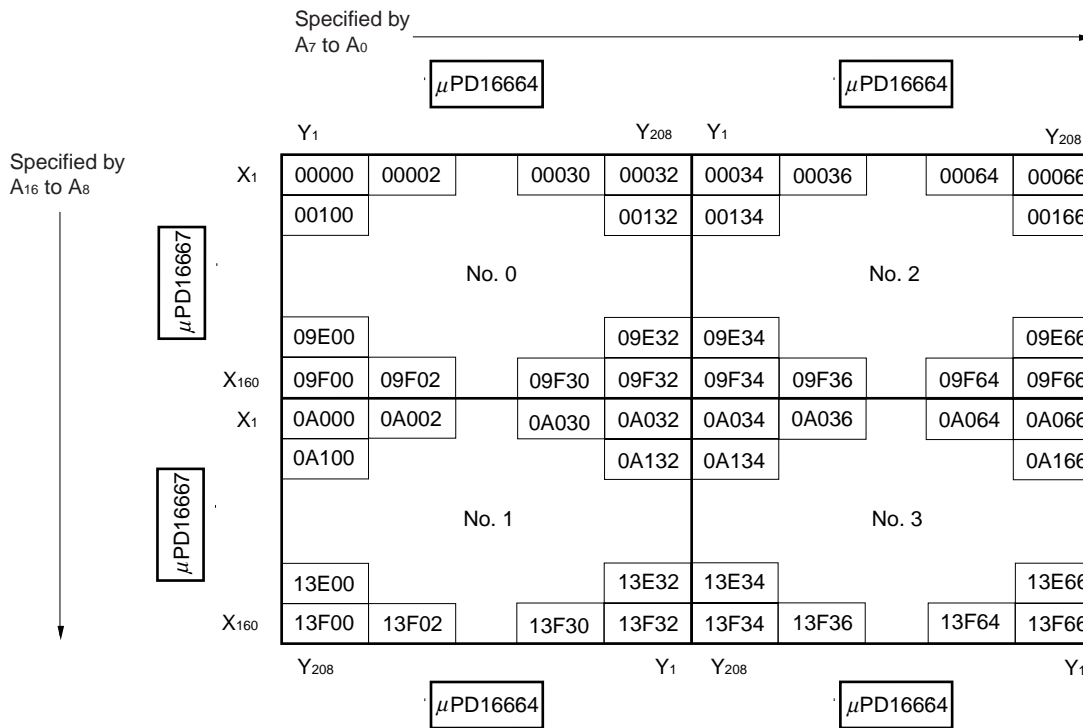 Specified by
A7 to A0
μPD16664 μPD16664
Y1 Y208 Y1 Y208
Specified by
A16 to A8
X1 00000 00002 00030 00032 00034 00036 00064 00066
00100 00132 00134 00166
μPD16667
No. 0 No. 2
09E00 09E32 09E34 09E66
X160 09F00 09F02 09F30 09F32 09F34 09F36 09F64 09F66
X1 0A000 0A002 0A030 0A032 0A034 0A036 0A064 0A066
0A100 0A132 0A134 0A166
μPD16667
No. 1 No. 3
13E00 13E32 13E34 13E66
X160 13F00 13F02 13F30 13F32 13F34 13F36 13F64 13F66
Y208 Y1 Y208 Y1
μPD16664 μPD16664